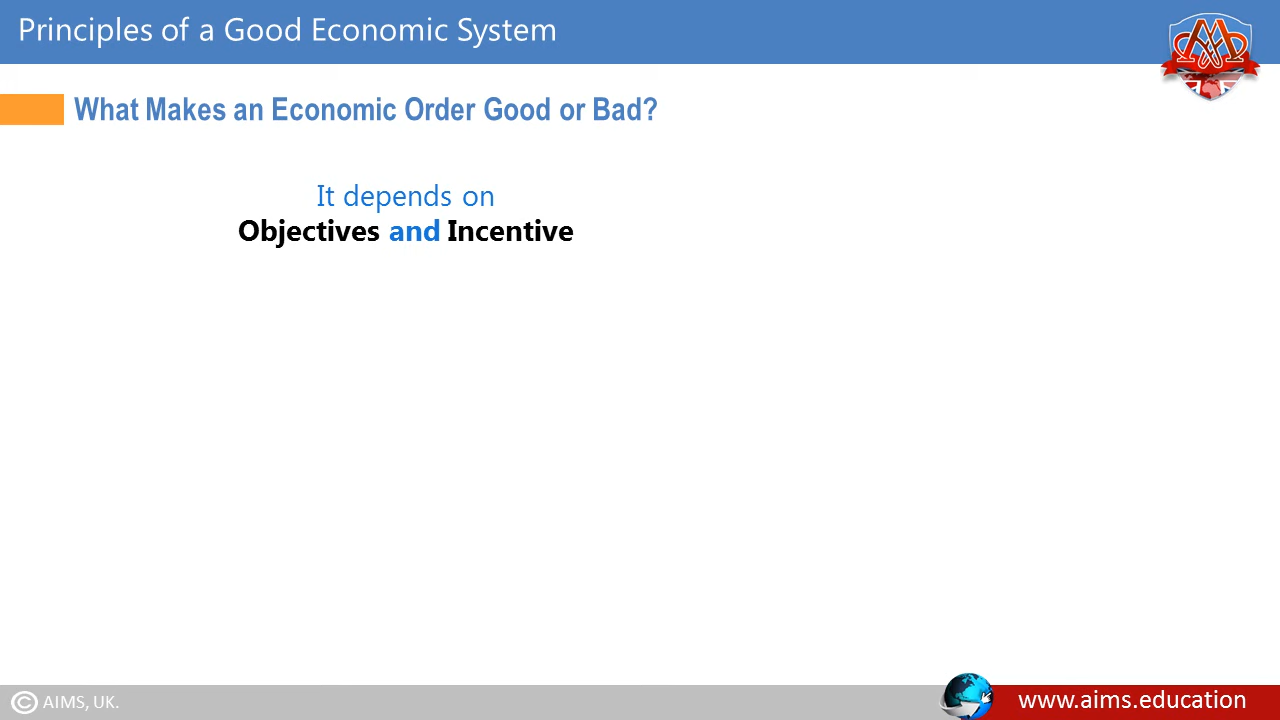 Principles of a Good Economic System
What Makes an Economic Order Good or Bad?
It depends on
Objectives and Incentive
© AIMS, UK.
www.aims.education